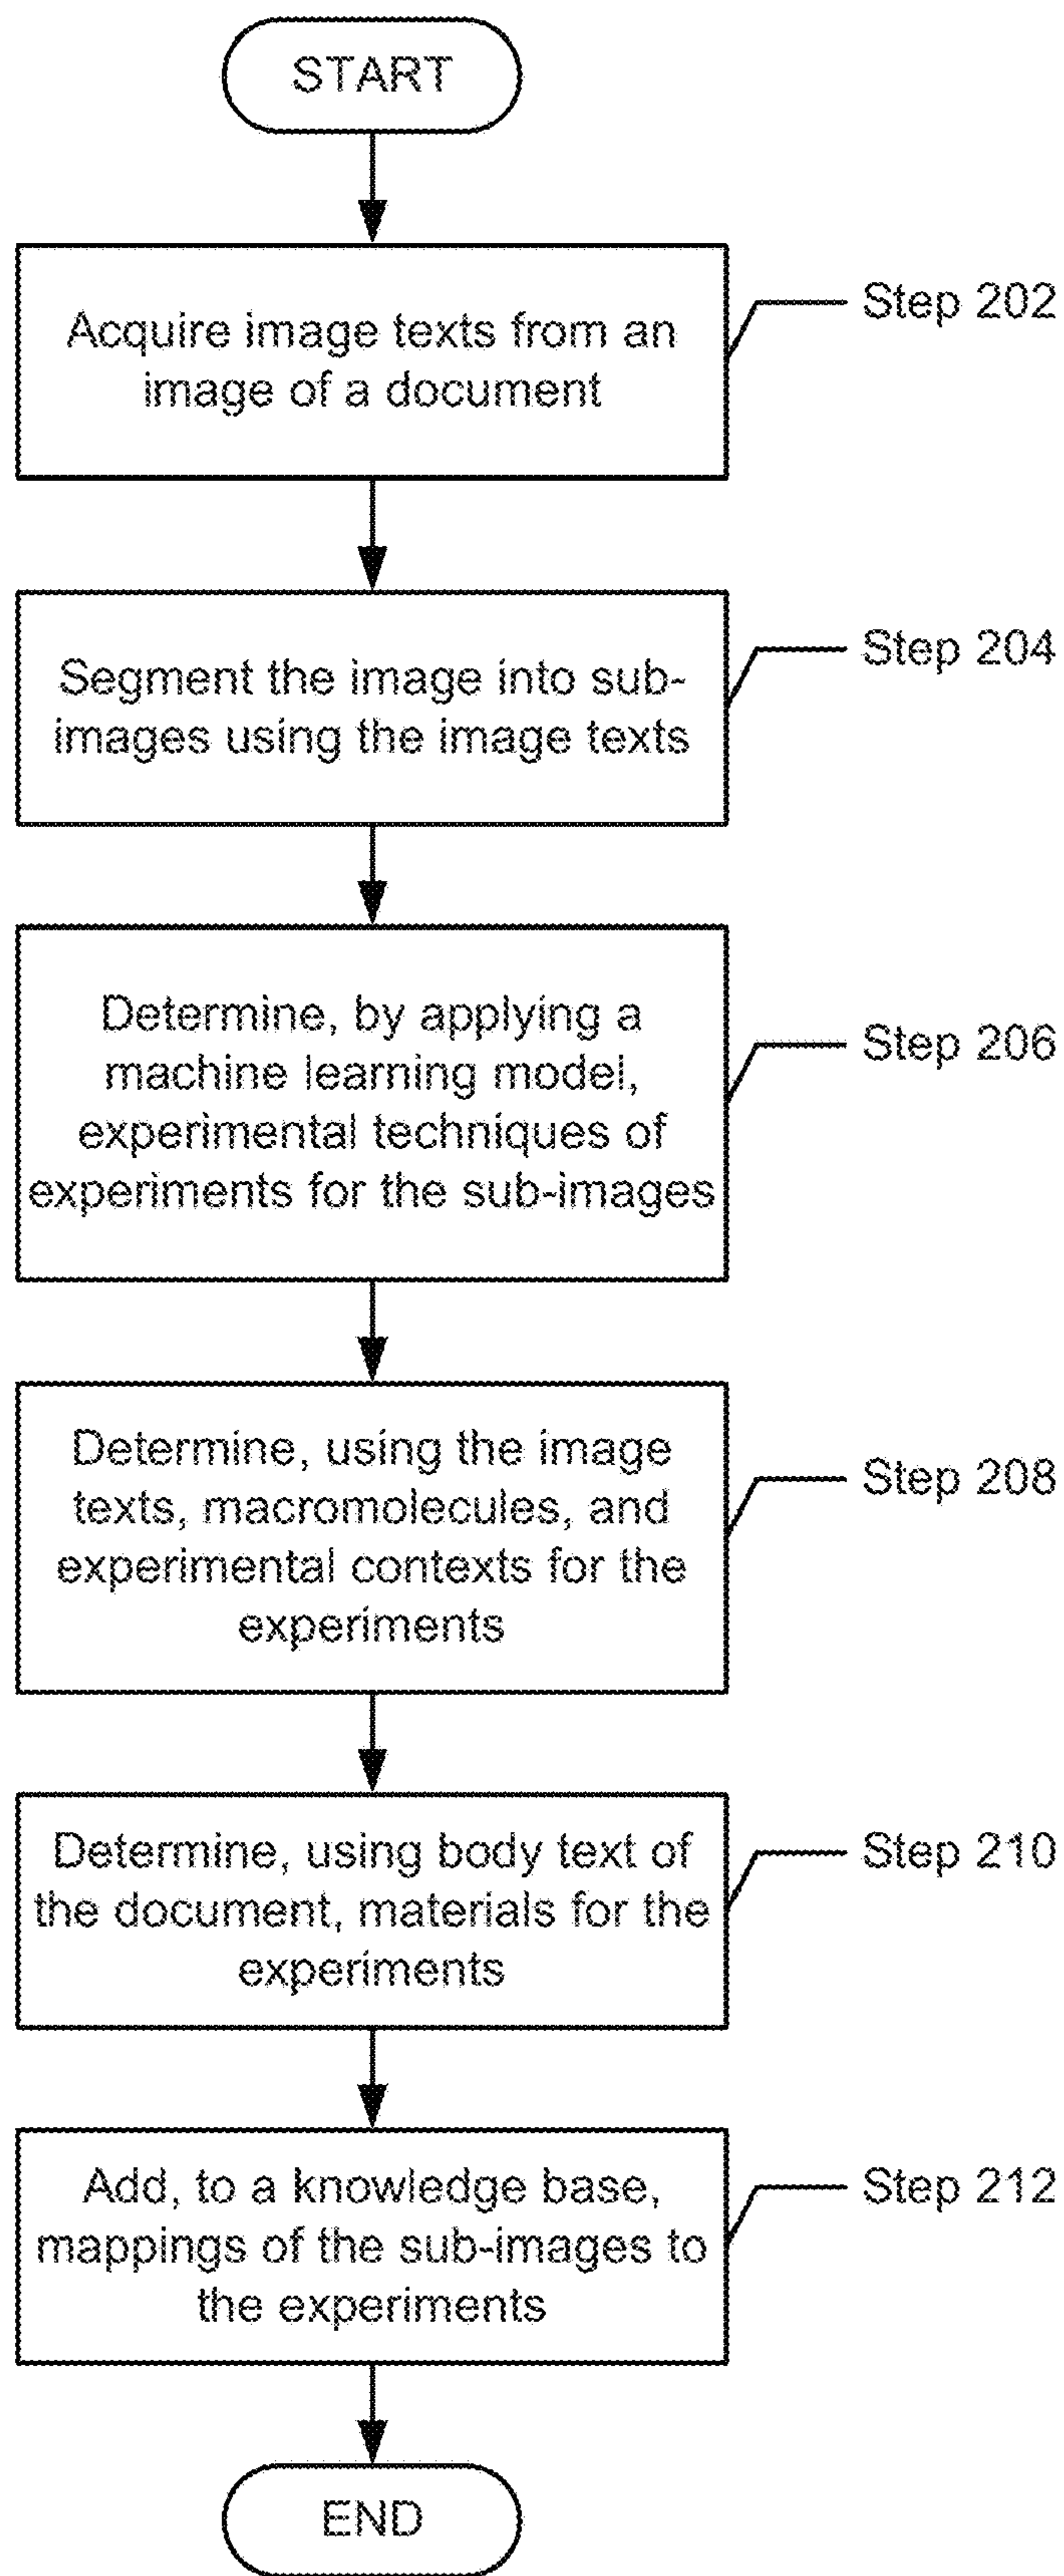 START
Acquire image texts from an
image of a document
Step 202
Segment the image into sub-
images using the image texts
Step 204
Determine, by applying a
machine learning model,
experimental techniques of
experiments for the sub-images
Step 206
Determine, using the image
texts, macromolecules, and
experimental contexts for the
experiments
Step 208
Determine, using body text of
the document, materials for the
experiments
Step 210
Add, to a knowledge base,
mappings of the sub-images to
the experiments
Step 212
END